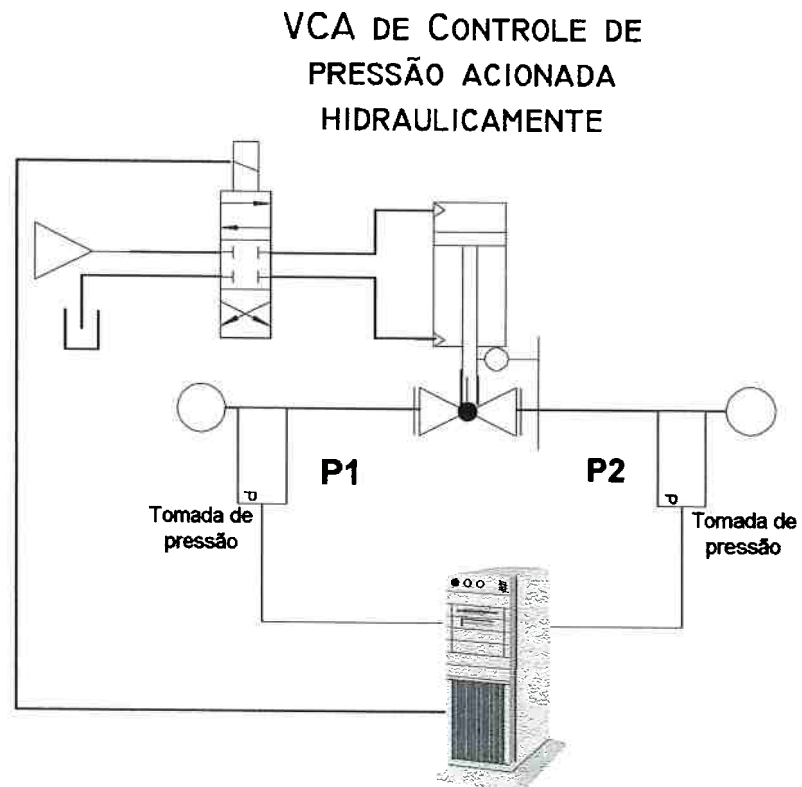 VCA DE CONTROLE DE
PRESSÃO ACIONADA
HIDRAULICAMENTE
P1
P2
P
P
Tomada de
pressão
Tomada de
pressão